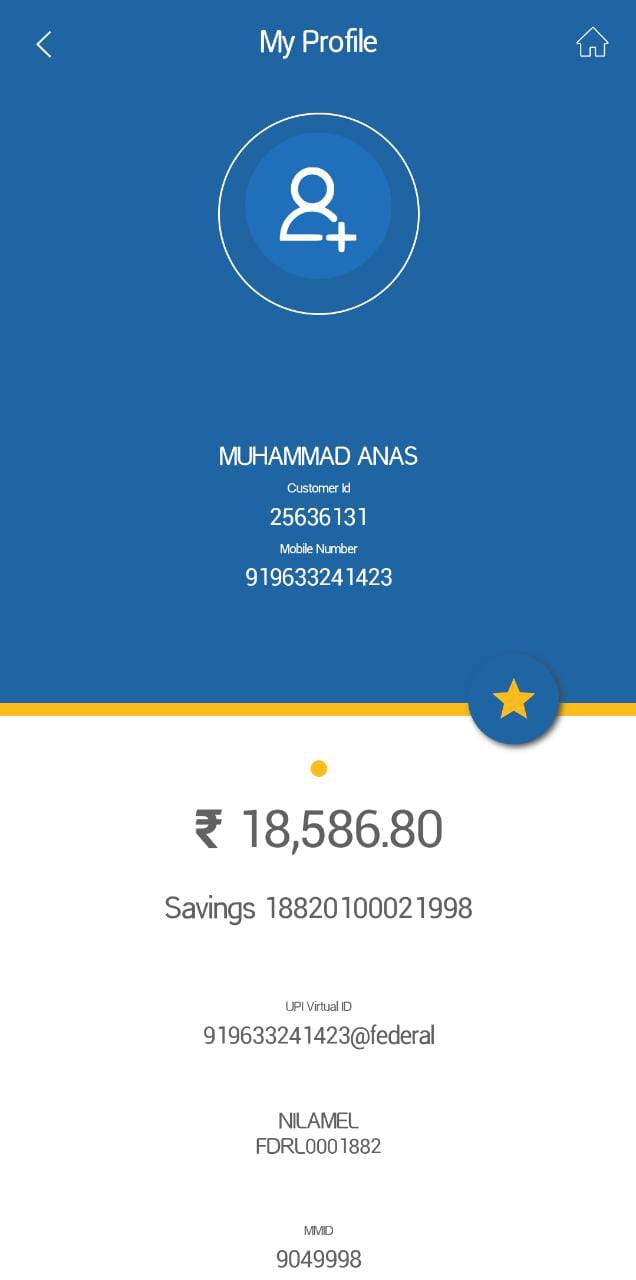 My Profile
MUHAMMAD ANAS
Customer Id
25636131
Mobile Number
919633241423
₹ 18,586.80
Savings 18820100021998
UPI Virtual ID
919633241423@federal
NILAMEL
FDRL0001882
MMID
9049998